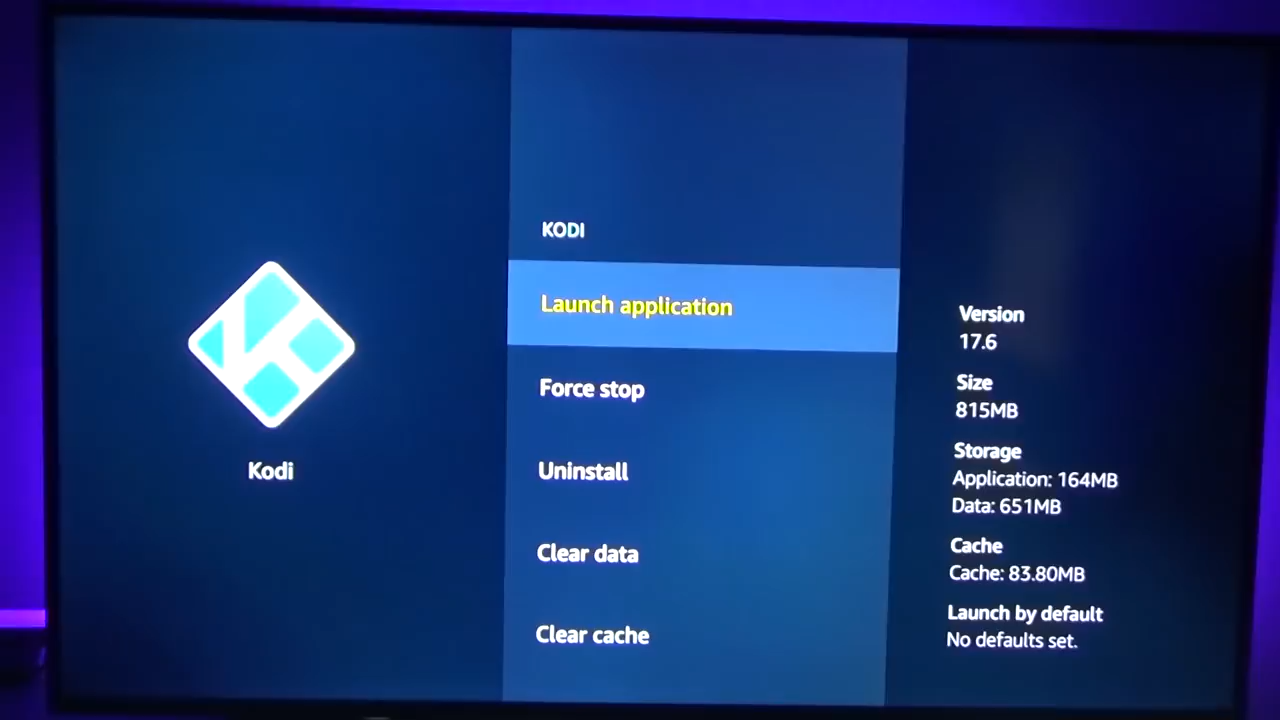 Kodi
KODI
Launch application
Force stop
Uninstall
Clear data
Clear cache
Version
17.6
Size
815MB
Storage
Application: 164MB
Data: 651MB
Cache
Cache: 83.80MB
Launch by default
No defaults set.